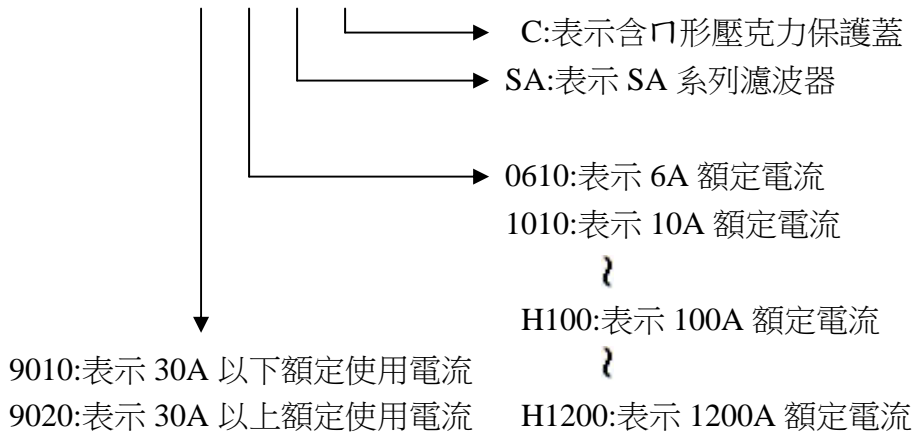 C:表示含ㄇ形壓克力保護蓋
SA:表示 SA 系列濾波器
0610:表示 6A 額定電流
1010:表示 10A 額定電流
~
H100:表示 100A 額定電流
~
H1200:表示 1200A 額定電流
9010:表示 30A 以下額定使用電流
9020:表示 30A 以上額定使用電流